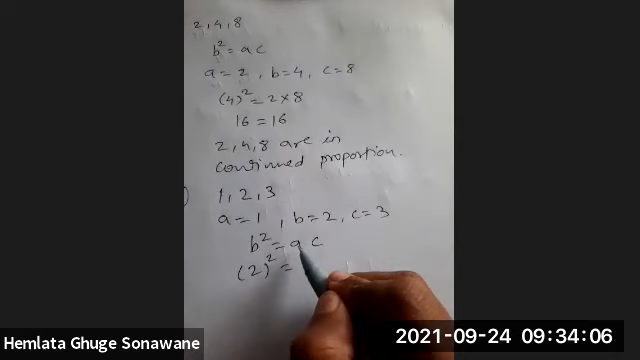 2, 4, 8
b² = ac
a = 2, b = 4, c = 8
(4)² = 2 × 8
16 = 16
2, 4, 8 are in
continued proportion.
)
1, 2, 3
a = 1, b = 2, c = 3
b² = ac
(2)² =
Hemlata Ghuge Sonawane
2021-09-24 09:34:06